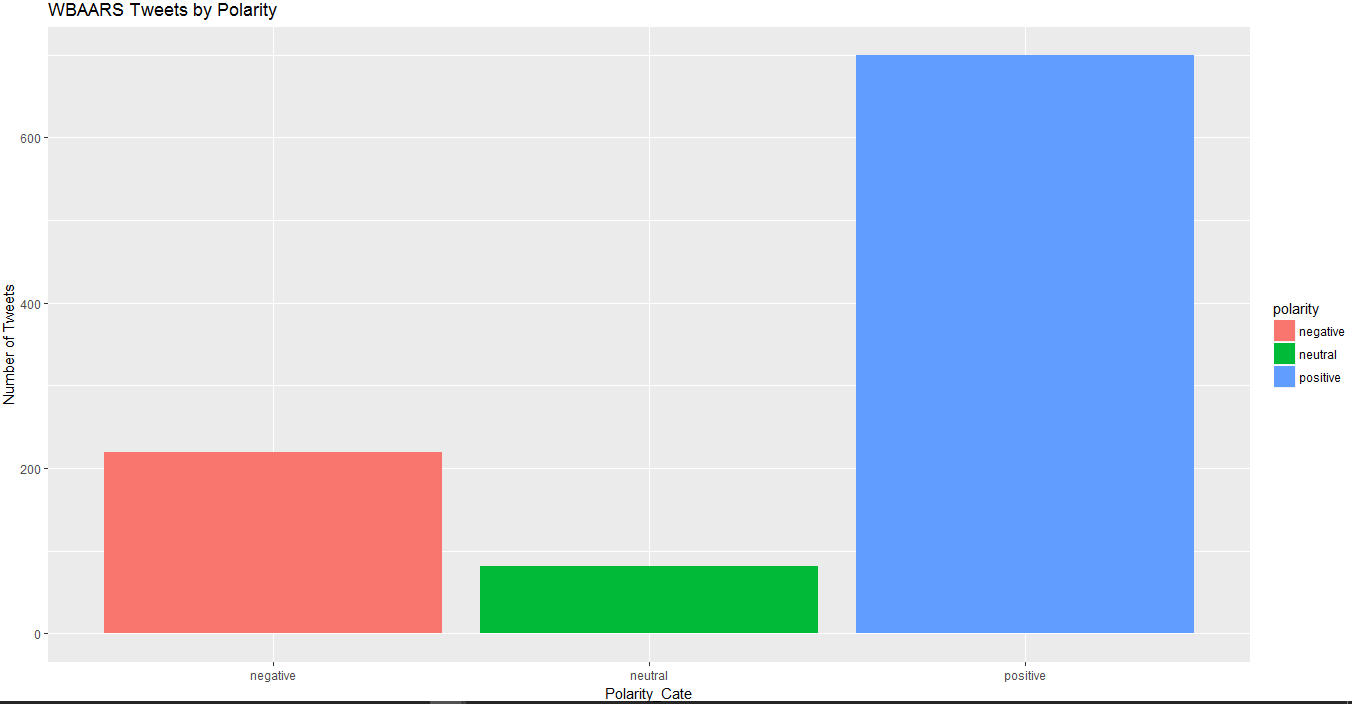 WBAARS Tweets by Polarity
Number of Tweets
600
400
200
0
negative
neutral
positive
Polarity_Cate
polarity
negative
neutral
positive